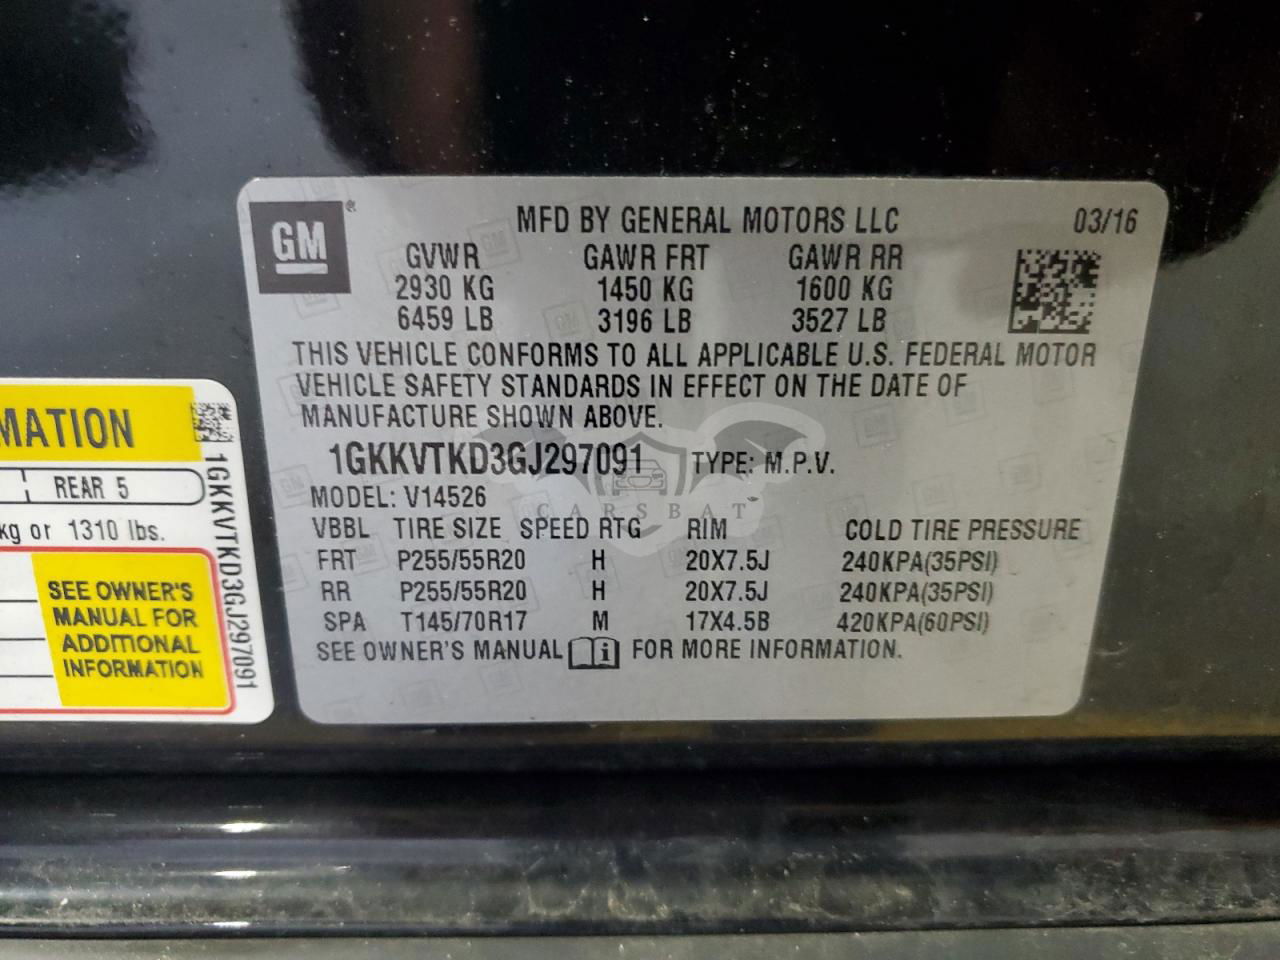 GM®
MFD BY GENERAL MOTORS LLC 03/16
GVWR GAWR FRT GAWR RR
2930 KG 1450 KG 1600 KG
6459 LB 3196 LB 3527 LB
THIS VEHICLE CONFORMS TO ALL APPLICABLE U.S. FEDERAL MOTOR
VEHICLE SAFETY STANDARDS IN EFFECT ON THE DATE OF
MANUFACTURE SHOWN ABOVE.
1GKKVTKD3GJ297091 TYPE: M.P.V.
MODEL: V14526
CARSBAT
VBBL TIRE SIZE SPEED RTG RIM COLD TIRE PRESSURE
FRT P255/55R20 H 20X7.5J 240KPA(35PSI)
RR P255/55R20 H 20X7.5J 240KPA(35PSI)
SPA T145/70R17 M 17X4.5B 420KPA(60PSI)
SEE OWNER'S MANUAL i FOR MORE INFORMATION.
MATION
REAR 5
kg or 1310 lbs.
SEE OWNER'S
MANUAL FOR
ADDITIONAL
INFORMATION
1GKKVTKD3GJ297091